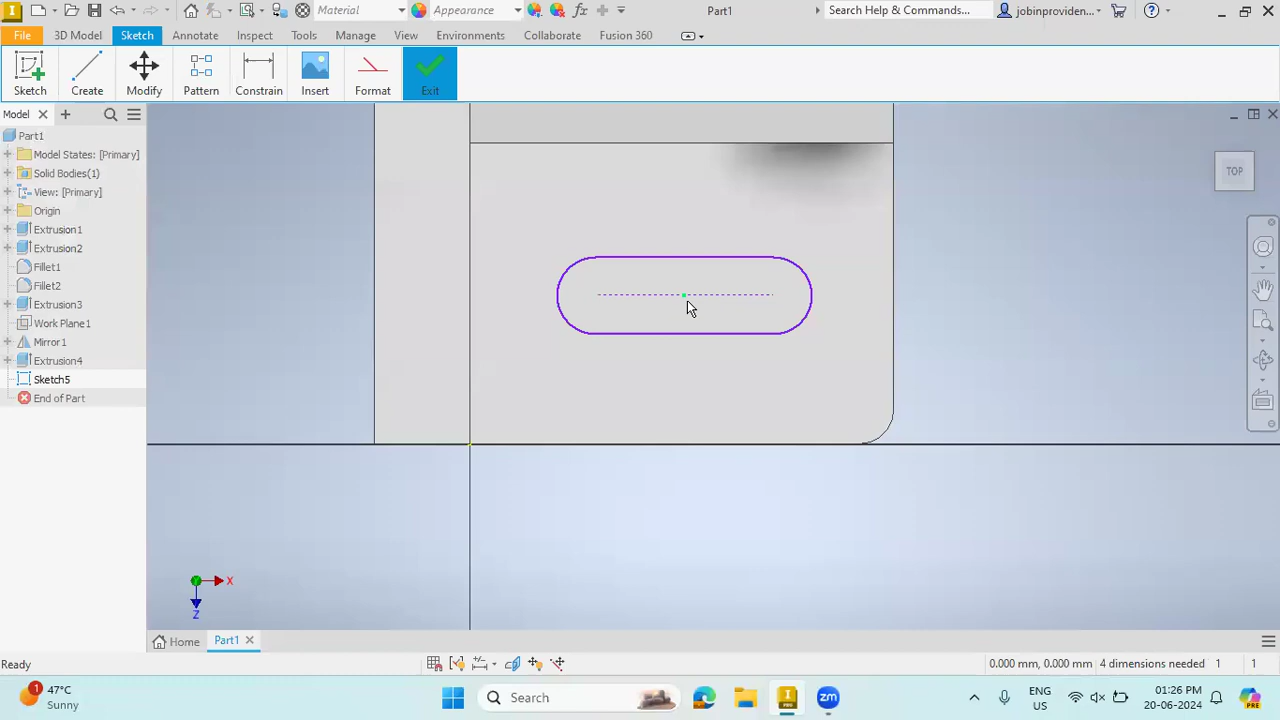 Material
Appearance
Part1
Search Help & Commands...
jobinproviden...
File
3D Model
Sketch
Annotate
Inspect
Tools
Manage
View
Environments
Collaborate
Fusion 360
Sketch
Create
Modify
Pattern
Constrain
Insert
Format
Exit
Model
Part1
Model States: [Primary]
Solid Bodies(1)
View: [Primary]
Origin
Extrusion1
Extrusion2
Fillet1
Fillet2
Extrusion3
Work Plane1
Mirror1
Extrusion4
Sketch5
End of Part
TOP
X
Z
Home
Part1
Ready
0.000 mm, 0.000 mm
4 dimensions needed
1
1
1
47°C
Sunny
Search
PRO
zm
ENG
US
01:26 PM
20-06-2024
PRE